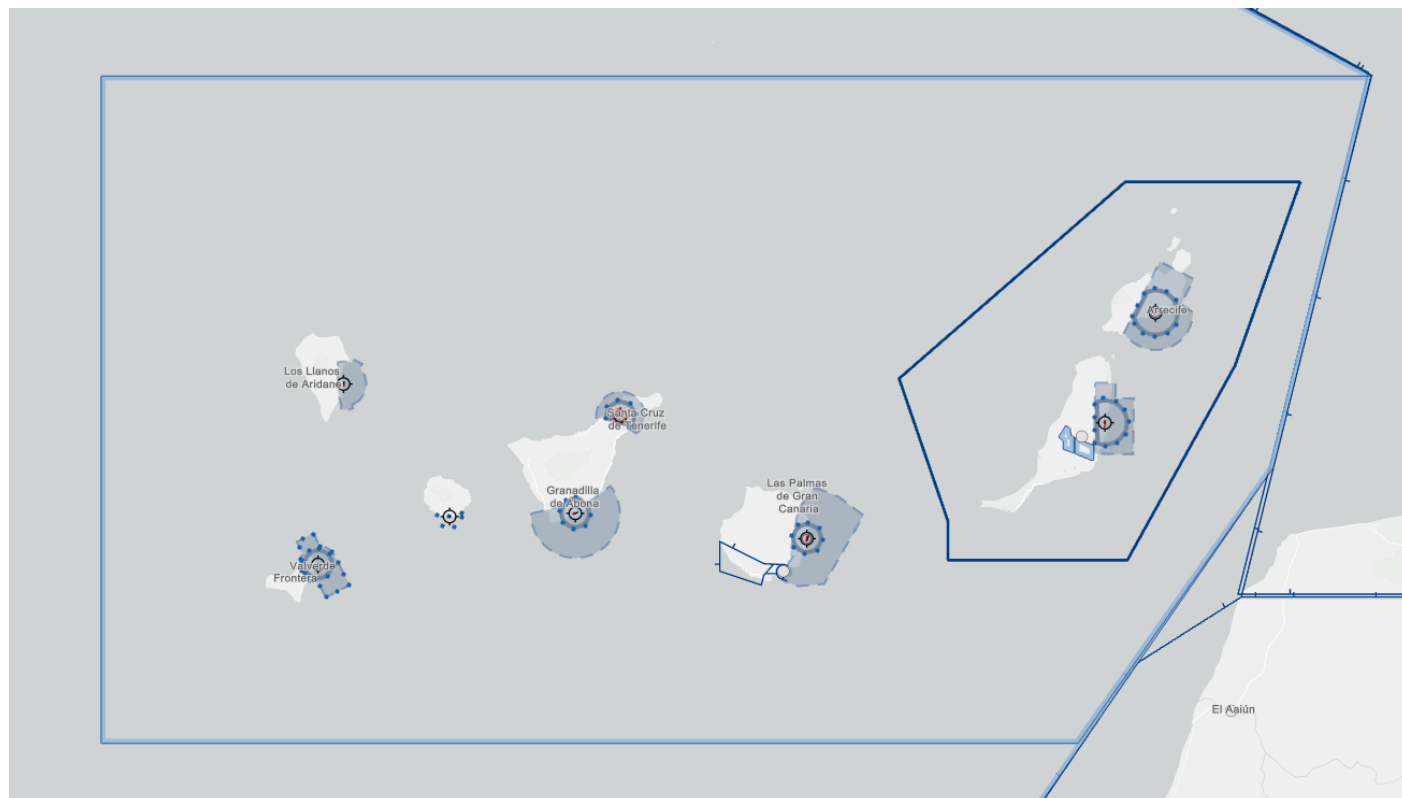 Arrecife
Los Llanos
de Aridane
Santa Cruz
de Tenerife
Granadilla
de Abona
Las Palmas
de Gran
Canaria
Valverde
Frontera
El Aaiún